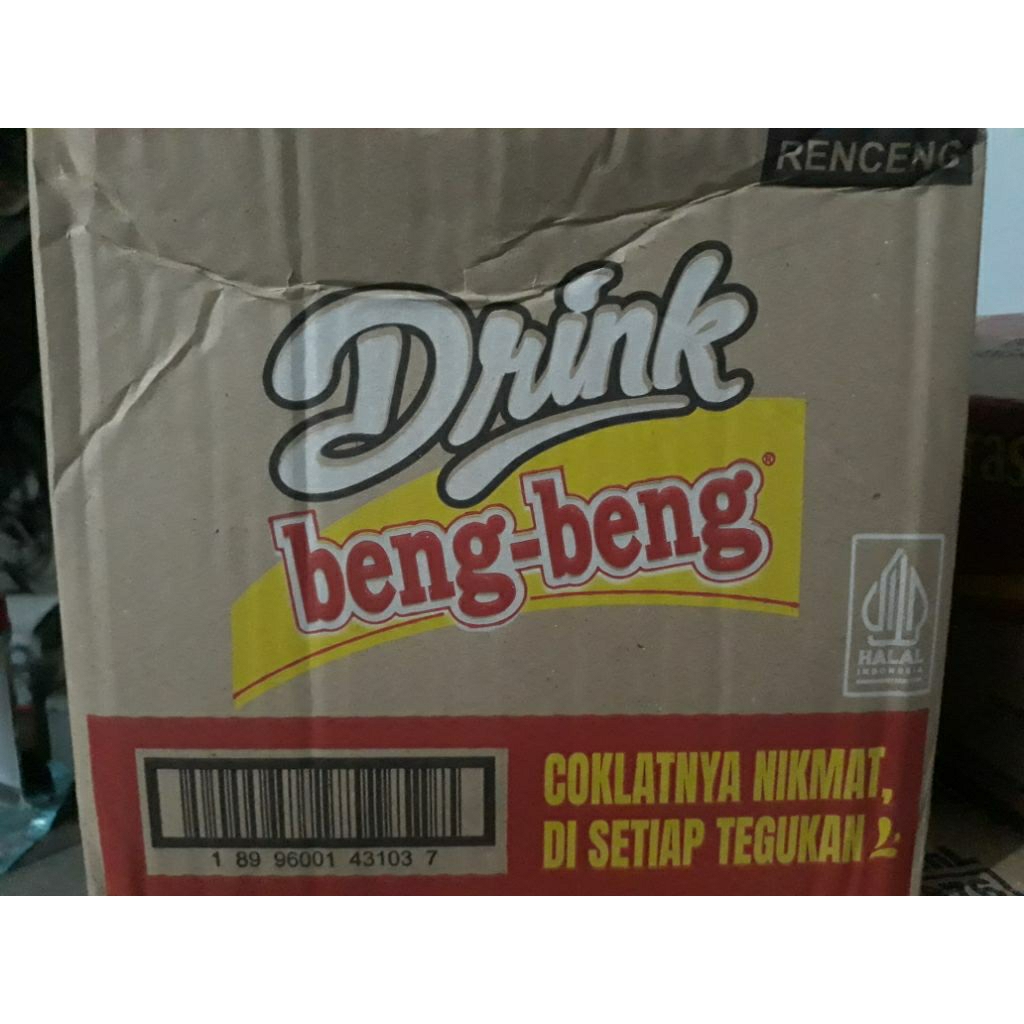 RENCENG
Drink
beng-beng®
HALAL
INDONESIA
COKLATNYA NIKMAT,
DI SETIAP TEGUKAN
1 89 96001 43103 7